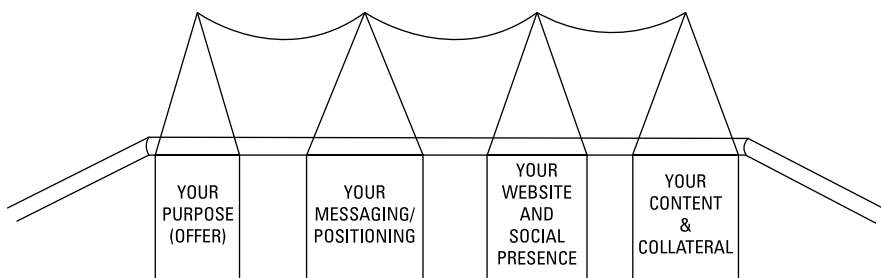 YOUR
PURPOSE
(OFFER)
YOUR
MESSAGING/
POSITIONING
YOUR
WEBSITE
AND
SOCIAL
PRESENCE
YOUR
CONTENT
&
COLLATERAL